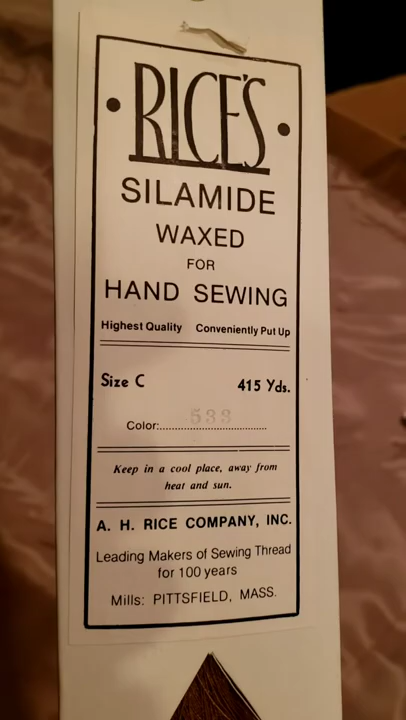 • RICE'S •
SILAMIDE
WAXED
FOR
HAND SEWING
Highest Quality Conveniently Put Up
Size C 415 Yds.
Color:..........533..........
Keep in a cool place, away from
heat and sun.
A. H. RICE COMPANY, INC.
Leading Makers of Sewing Thread
for 100 years
Mills: PITTSFIELD, MASS.